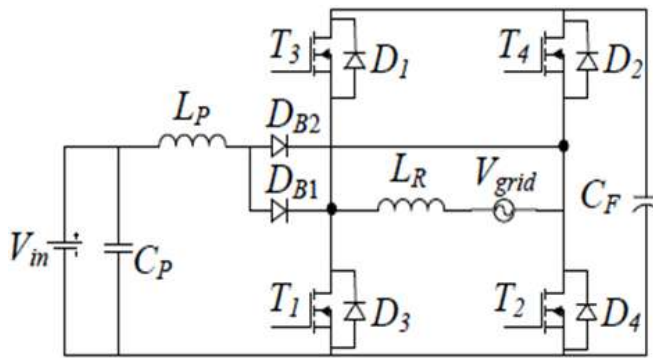 T3 D1 T4 D2
LP DB2
DB1 LR Vgrid CF
Vin CP T1 D3 T2 D4